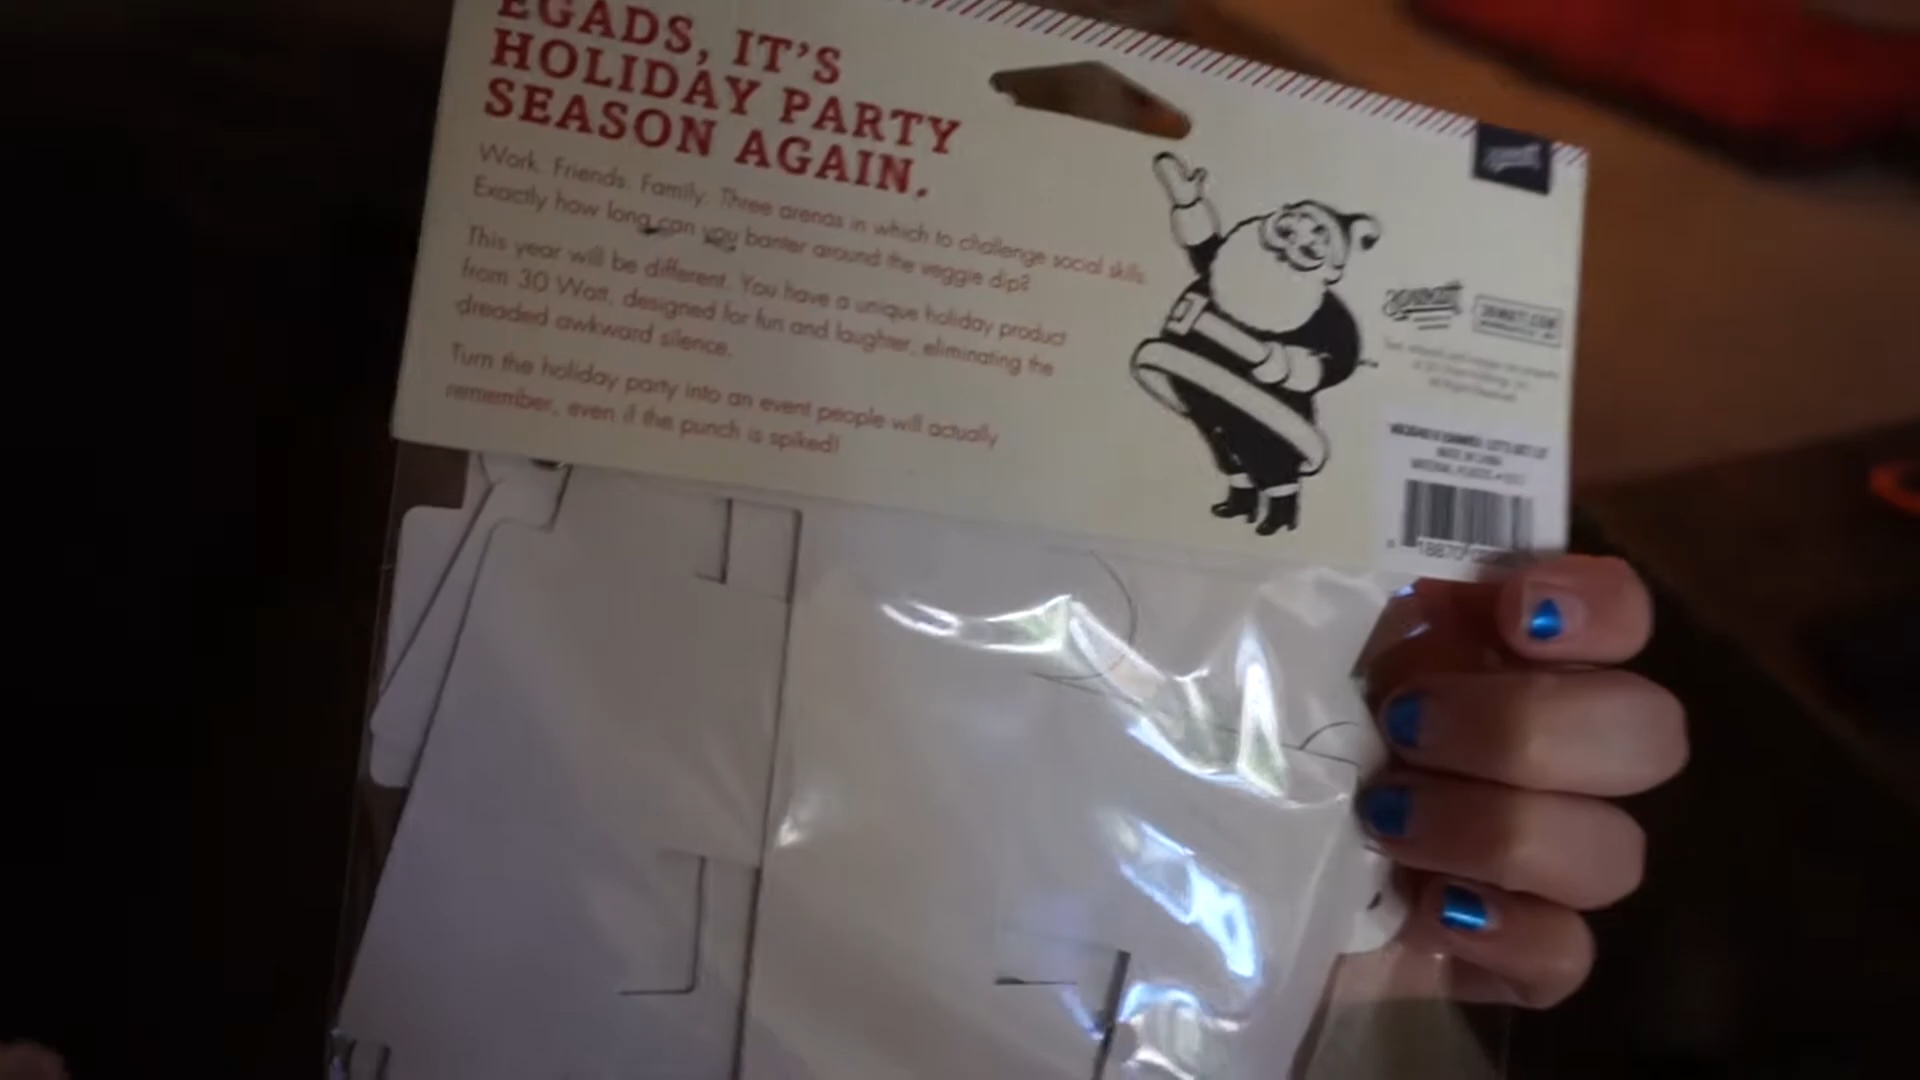 EGADS, IT'S
HOLIDAY PARTY
SEASON AGAIN.
Work. Friends. Family. Three arenas in which to challenge social skills.
Exactly how long can you banter around the veggie dip?
This year will be different. You have a unique holiday product
from 30 Watt, designed for fun and laughter, eliminating the
dreaded awkward silence.
Turn the holiday party into an event people will actually
remember, even if the punch is spiked!